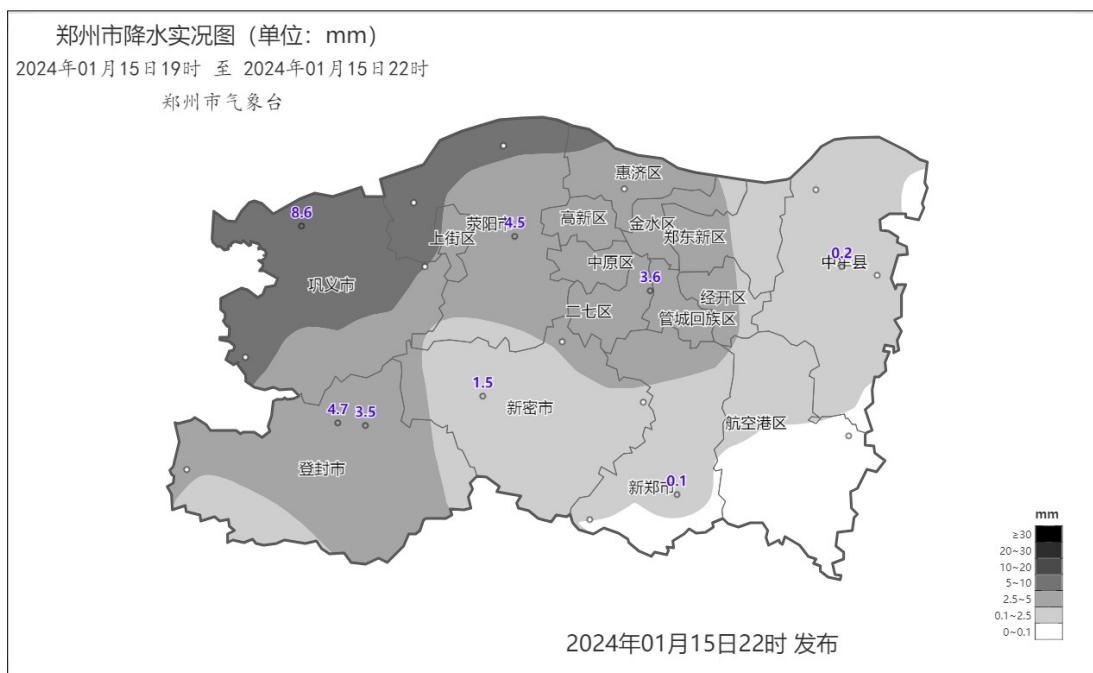 郑州市降水实况图（单位：mm）
2024年01月15日19时 至 2024年01月15日22时
郑州市气象台
惠济区
8.6
荥阳市
4.5
高新区
金水区
上街区
郑东新区
0.2
中牟县
中原区
3.6
巩义市
经开区
二七区
管城回族区
1.5
新密市
4.7
3.5
航空港区
登封市
新郑市
0.1
mm
≥30
20~30
10~20
5~10
2.5~5
0.1~2.5
0~0.1
2024年01月15日22时 发布